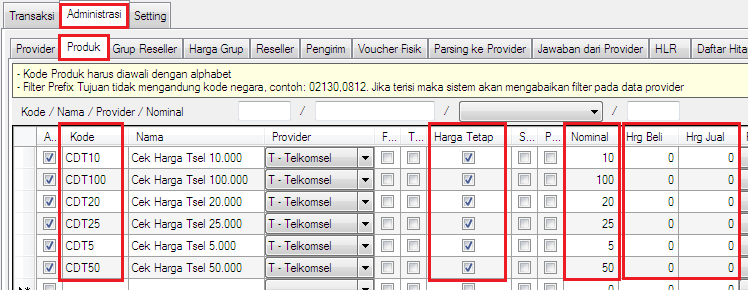 Transaksi Administrasi Setting
Provider Produk Grup Reseller Harga Grup Reseller Pengirim Voucher Fisik Parsing ke Provider Jawaban dari Provider HLR Daftar Hita
- Kode Produk harus diawali dengan alphabet
- Filter Prefix Tujuan tidak mengandung kode negara, contoh: 02130,0812. Jika terisi maka sistem akan mengabaikan filter pada data provider
Kode / Nama / Provider / Nominal / / /
A... Kode Nama Provider F... T... Harga Tetap S... P... Nominal Hrg Beli Hrg Jual
CDT10 Cek Harga Tsel 10.000 T - Telkomsel 10 0 0
CDT100 Cek Harga Tsel 100.000 T - Telkomsel 100 0 0
CDT20 Cek Harga Tsel 20.000 T - Telkomsel 20 0 0
CDT25 Cek Harga Tsel 25.000 T - Telkomsel 25 0 0
CDT5 Cek Harga Tsel 5.000 T - Telkomsel 5 0 0
CDT50 Cek Harga Tsel 50.000 T - Telkomsel 50 0 0